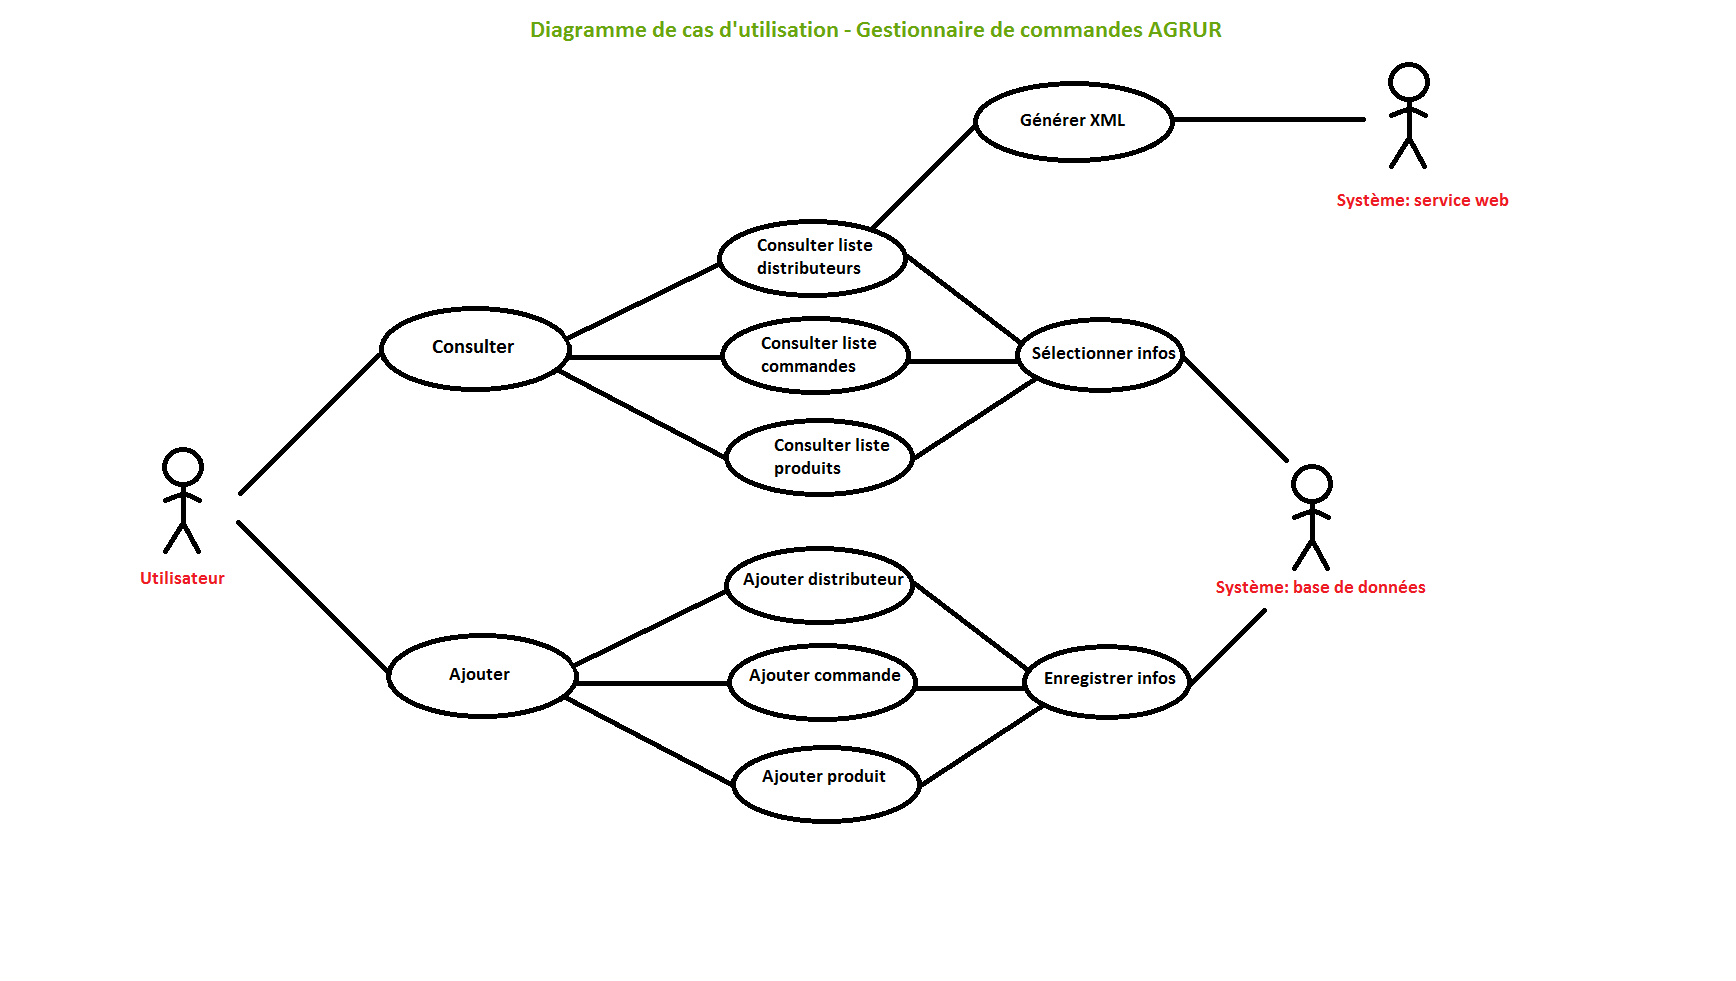 Diagramme de cas d'utilisation - Gestionnaire de commandes AGRUR
Générer XML
Système: service web
Consulter liste
distributeurs
Consulter
Consulter liste
commandes
Sélectionner infos
Consulter liste
produits
Utilisateur
Système: base de données
Ajouter distributeur
Ajouter
Ajouter commande
Enregistrer infos
Ajouter produit